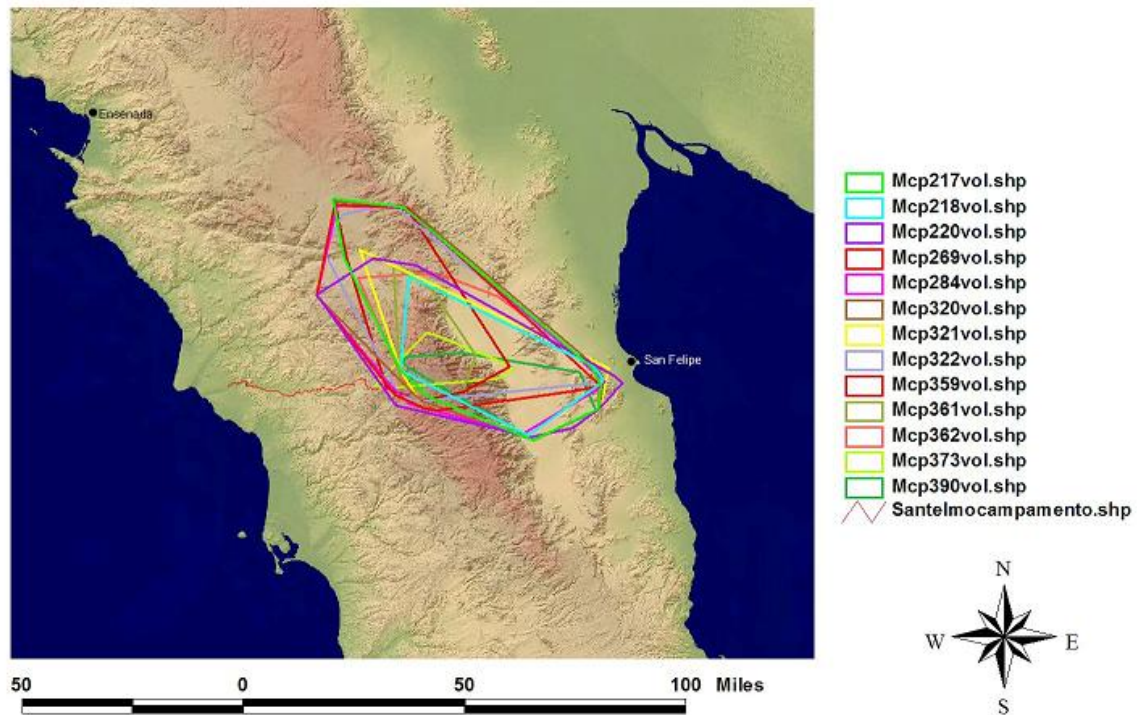 Ensenada
San Felipe
Mcp217vol.shp
Mcp218vol.shp
Mcp220vol.shp
Mcp269vol.shp
Mcp284vol.shp
Mcp320vol.shp
Mcp321vol.shp
Mcp322vol.shp
Mcp359vol.shp
Mcp361vol.shp
Mcp362vol.shp
Mcp373vol.shp
Mcp390vol.shp
Santelmocampamento.shp
N
W E
S
50 0 50 100 Miles